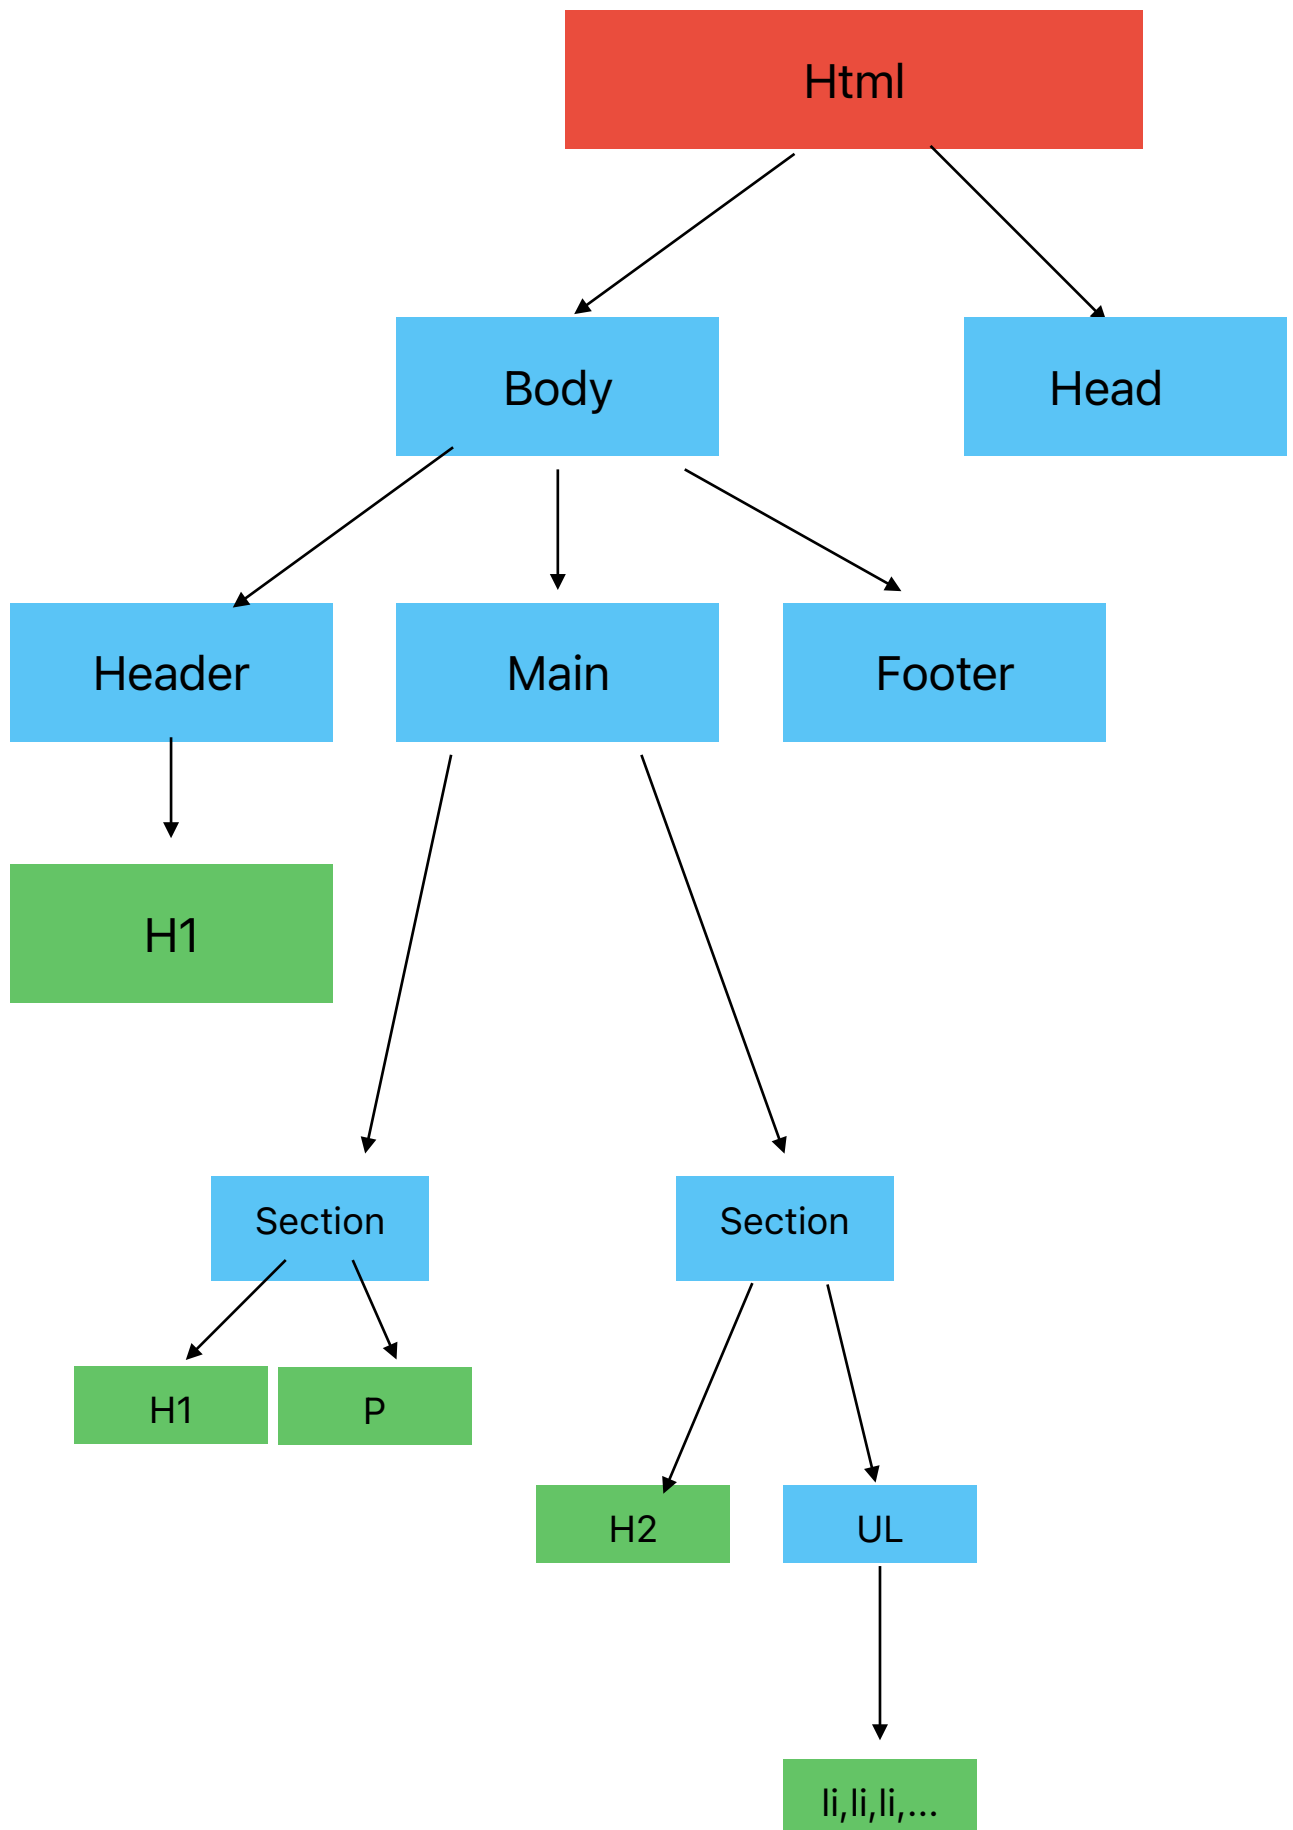 Html
Body
Head
Header
Main
Footer
H1
Section
Section
H1
P
H2
UL
li,li,li,...